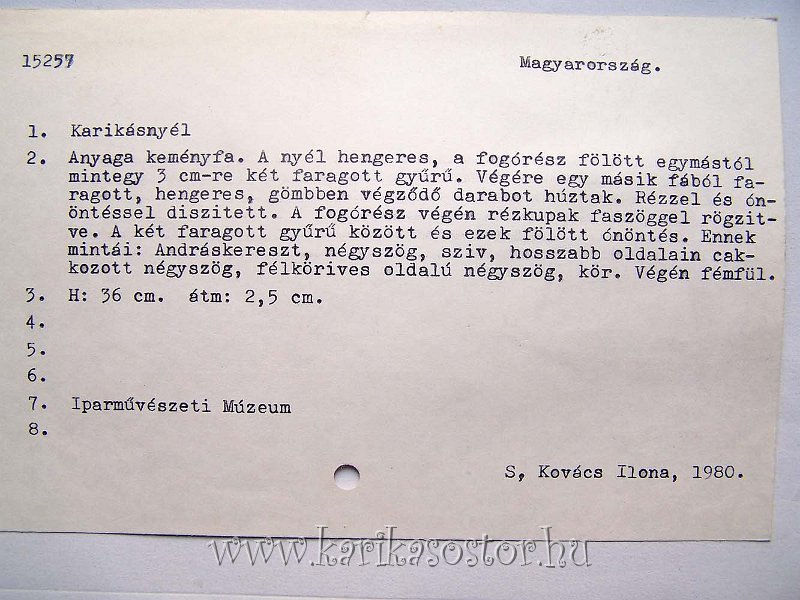 15257
Magyarország.
1. Karikásnyél
2. Anyaga keményfa. A nyél hengeres, a fogórész fölött egymástól
mintegy 3 cm-re két faragott gyűrű. Végére egy másik fából fa-
ragott, hengeres, gömbben végződő darabot húztak. Rézzel és ón-
öntéssel diszitett. A fogórész végén rézkupak faszöggel rögzit-
ve. A két faragott gyűrű között és ezek fölött ónöntés. Ennek
mintái: Andráskereszt, négyszög, sziv, hosszabb oldalain cak-
kozott négyszög, félköríves oldalú négyszög, kör. Végén fémfül.
3. H: 36 cm. átm: 2,5 cm.
4.
5.
6.
7. Iparművészeti Múzeum
8.
S, Kovács Ilona, 1980.
www.karikasostor.hu